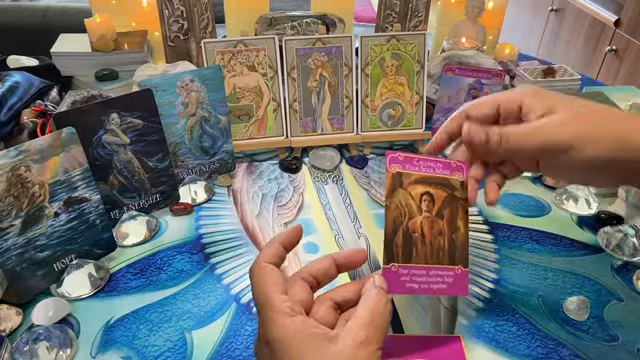 HOPE
RE-ENERGIZE
AWARENESS
CALLING IN
YOUR SOUL MATE
Your prayers, affirmations
and visualizations help
bring you together.